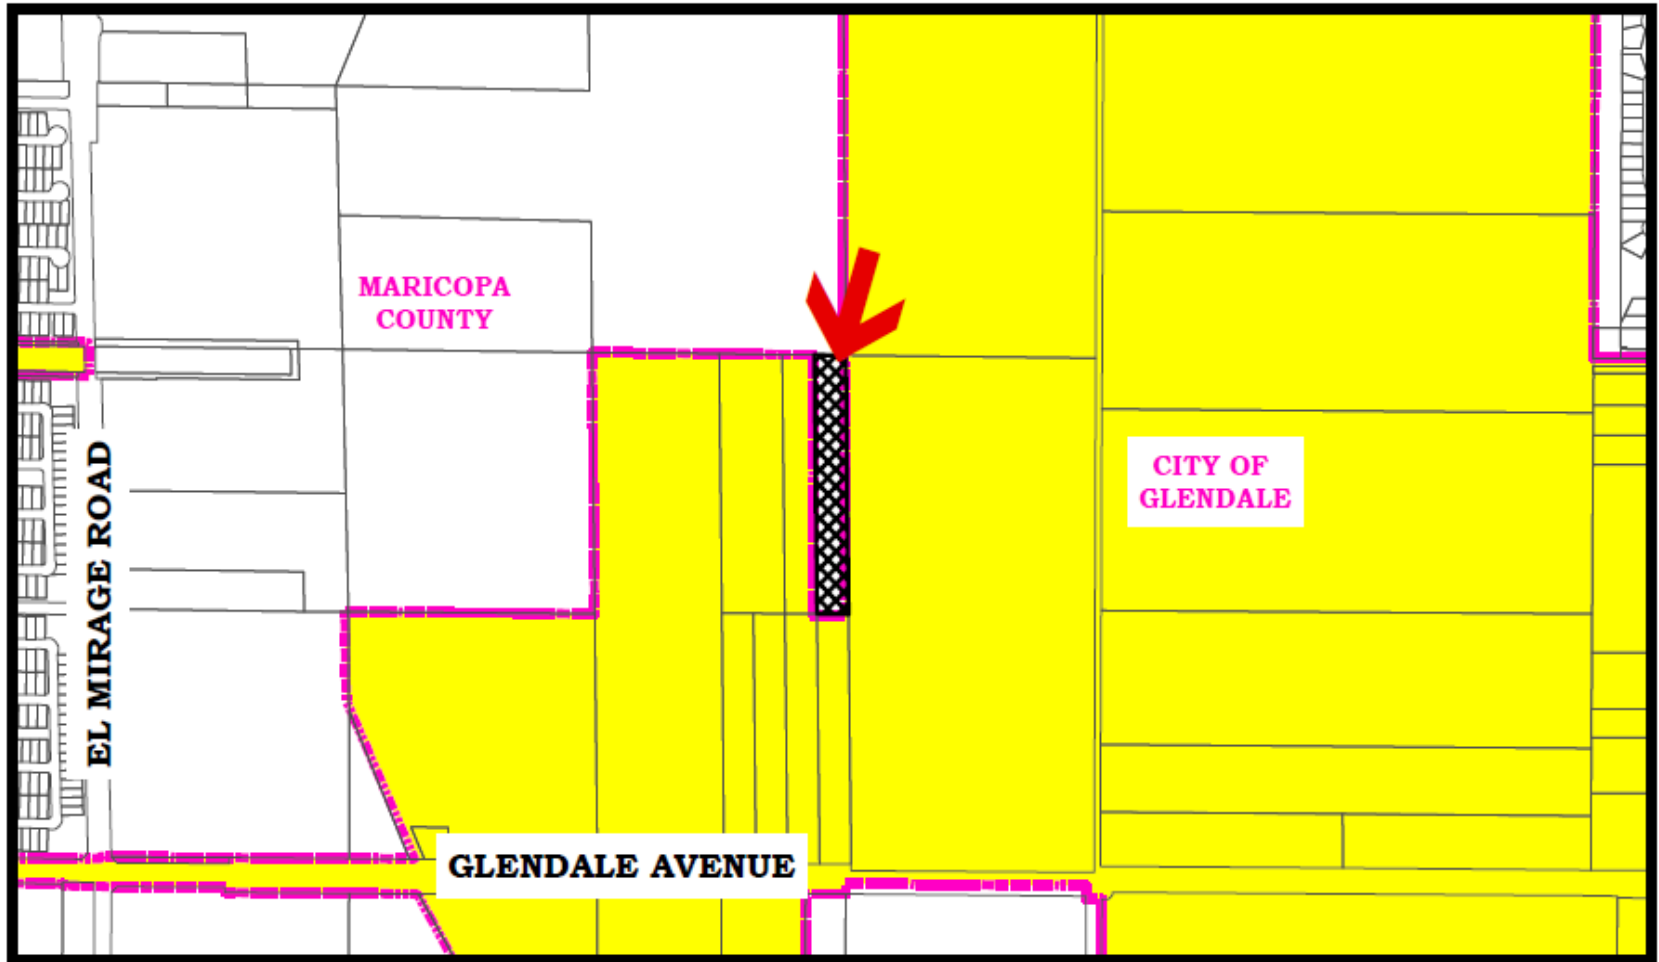 MARICOPA
COUNTY
CITY OF
GLENDALE
EL MIRAGE ROAD
GLENDALE AVENUE